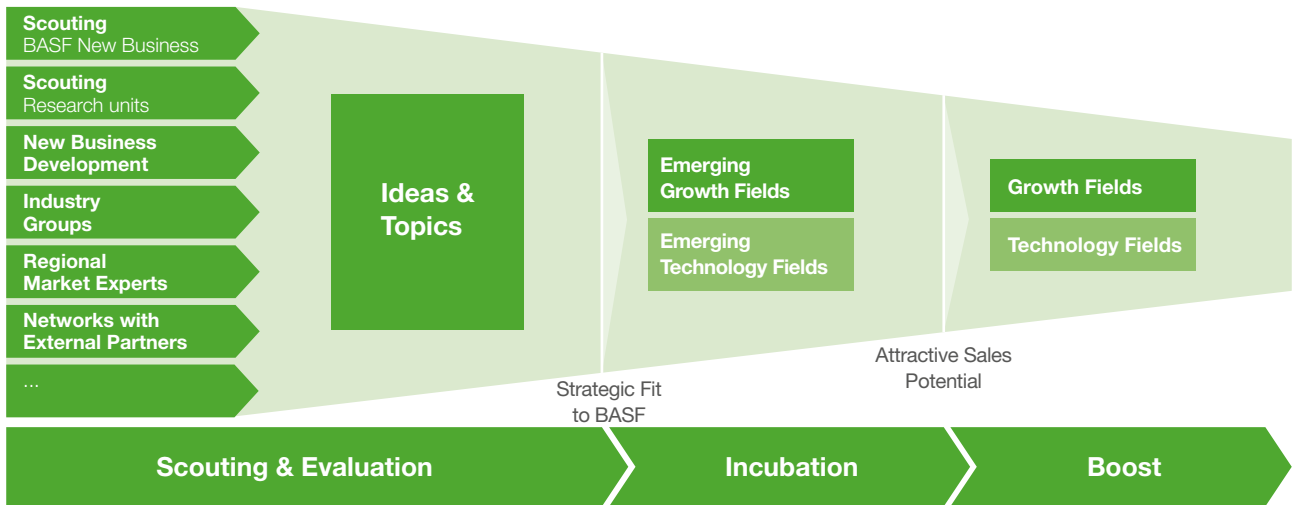 Scouting
BASF New Business
Scouting
Research units
New Business
Development
Industry
Groups
Regional
Market Experts
Networks with
External Partners
...
Ideas &
Topics
Strategic Fit
to BASF
Emerging
Growth Fields
Emerging
Technology Fields
Attractive Sales
Potential
Growth Fields
Technology Fields
Scouting & Evaluation
Incubation
Boost